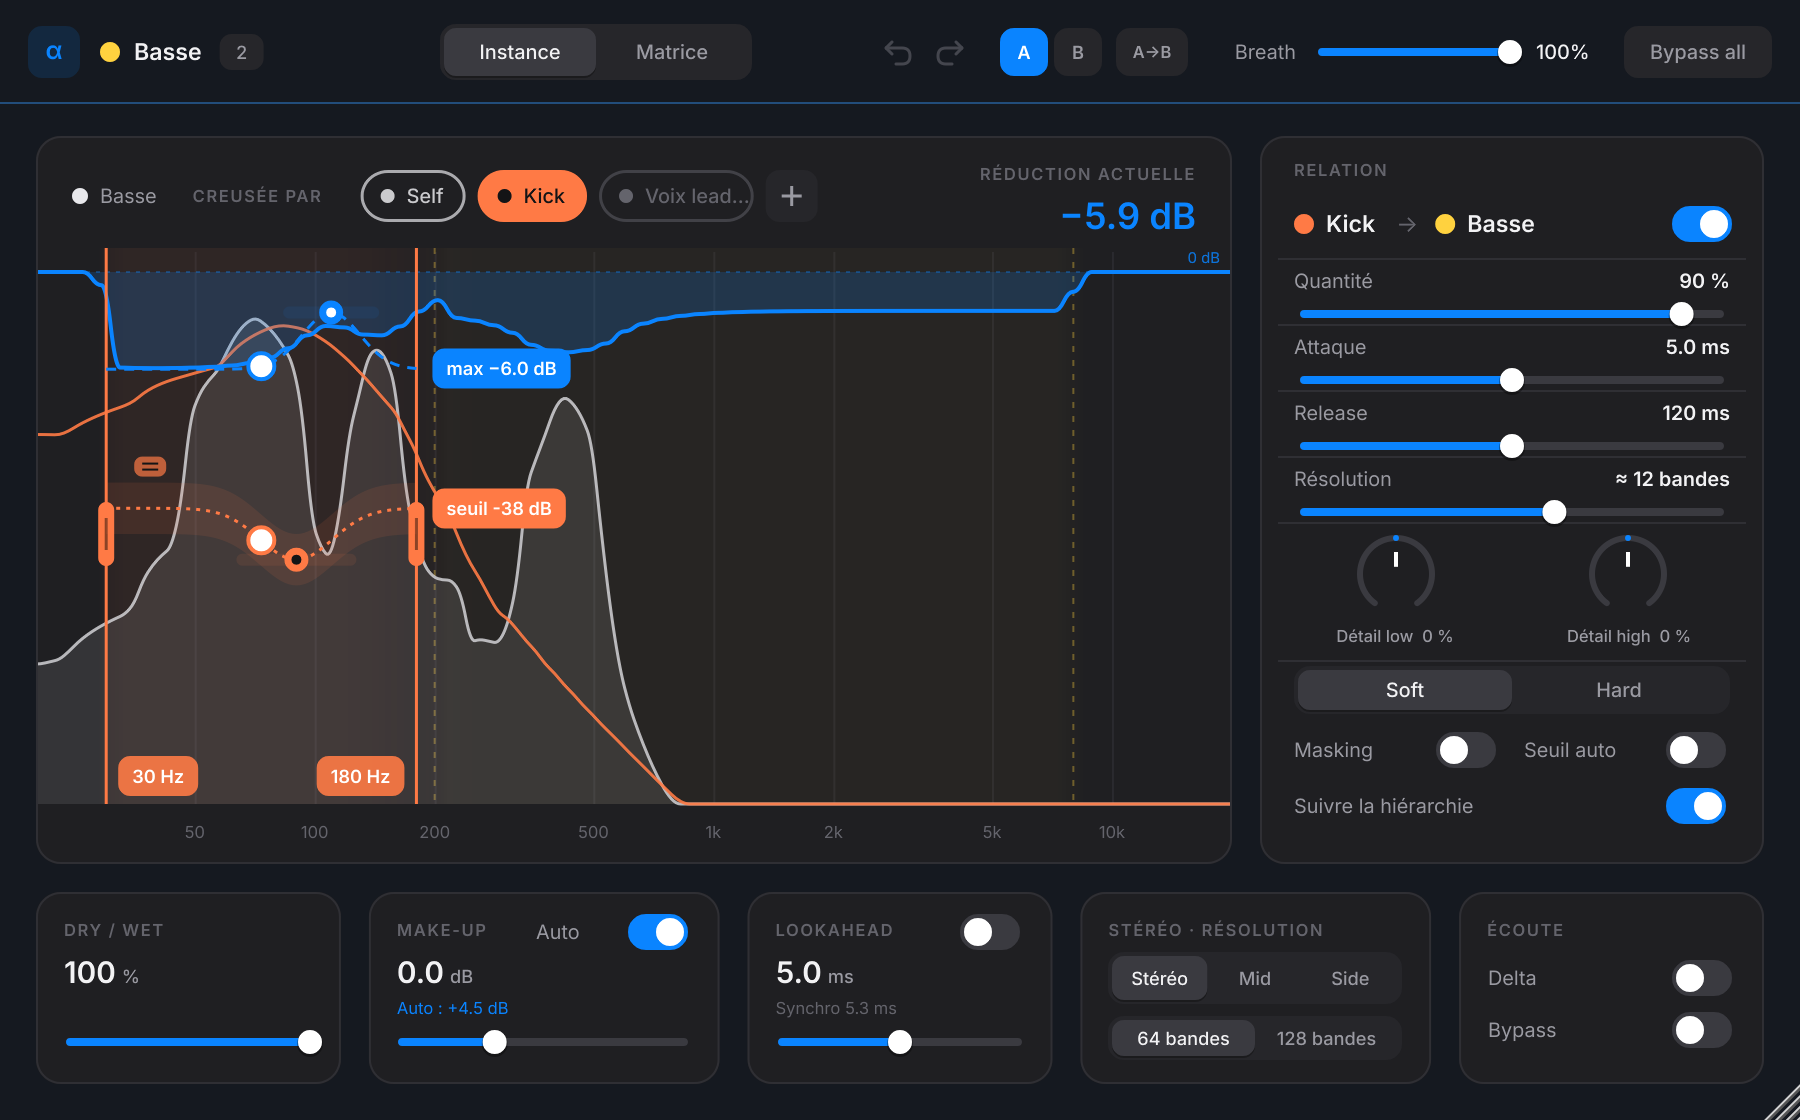 α Basse 2 Instance Matrice A B A→B Breath 100% Bypass all
Basse CREUSÉE PAR Self Kick Voix lead... +
RÉDUCTION ACTUELLE
−5.9 dB
0 dB
max −6.0 dB
seuil -38 dB
30 Hz 180 Hz
50 100 200 500 1k 2k 5k 10k
RELATION
Kick → Basse
Quantité 90 %
Attaque 5.0 ms
Release 120 ms
Résolution ≈ 12 bandes
Détail low 0 % Détail high 0 %
Soft Hard
Masking Seuil auto
Suivre la hiérarchie
DRY / WET
100 %
MAKE-UP Auto
0.0 dB
Auto : +4.5 dB
LOOKAHEAD
5.0 ms
Synchro 5.3 ms
STÉRÉO · RÉSOLUTION
Stéréo Mid Side
64 bandes 128 bandes
ÉCOUTE
Delta
Bypass